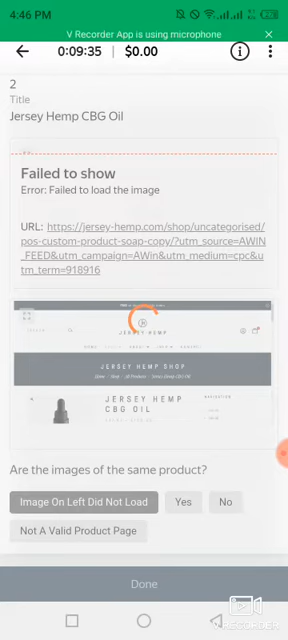 4:46 PM
V Recorder App is using microphone
0:09:35 | $0.00
2
Title
Jersey Hemp CBG Oil
Failed to show
Error: Failed to load the image
URL: https://jersey-hemp.com/shop/uncategorised/
pos-custom-product-soap-copy/?utm_source=AWIN
_FEED&utm_campaign=AWin&utm_medium=cpc&u
tm_term=918916
JERSEY HEMP
JERSEY HEMP SHOP
JERSEY HEMP
CBG OIL
NAVIGATION
Are the images of the same product?
Image On Left Did Not Load
Yes
No
Not A Valid Product Page
Done
V RECORDER